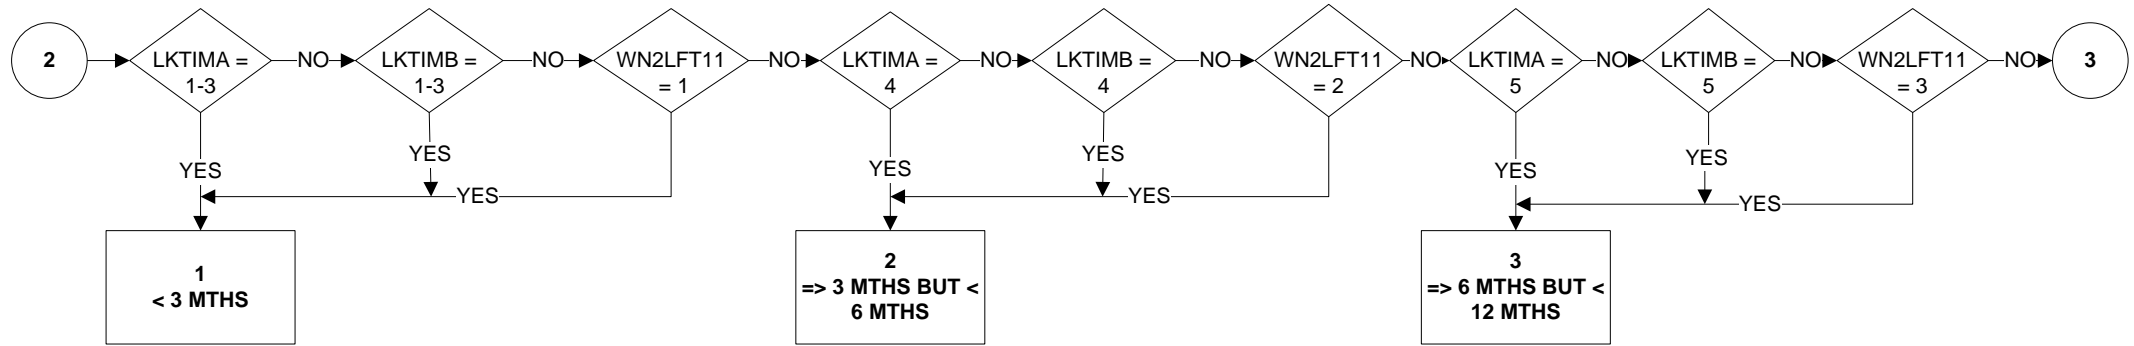 2
LKTIMA =
1-3
NO
LKTIMB =
1-3
NO
WN2LFT11
= 1
NO
LKTIMA =
4
NO
LKTIMB =
4
NO
WN2LFT11
= 2
NO
LKTIMA =
5
NO
LKTIMB =
5
NO
WN2LFT11
= 3
NO
3
YES
YES
YES
YES
YES
YES
YES
YES
YES
1
< 3 MTHS
2
=> 3 MTHS BUT <
6 MTHS
3
=> 6 MTHS BUT <
12 MTHS